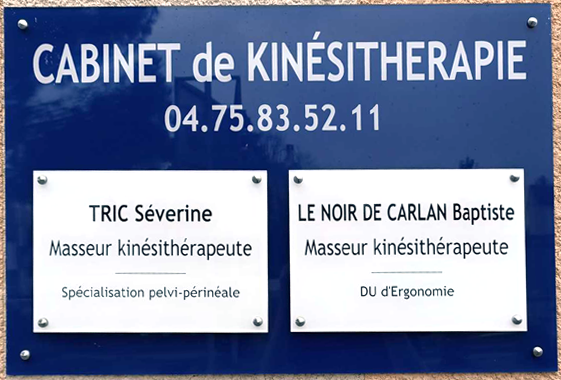 CABINET de KINÉSITHERAPIE
04.75.83.52.11
TRIC Séverine
Masseur kinésithérapeute
Spécialisation pelvi-périnéale
LE NOIR DE CARLAN Baptiste
Masseur kinésithérapeute
DU d'Ergonomie